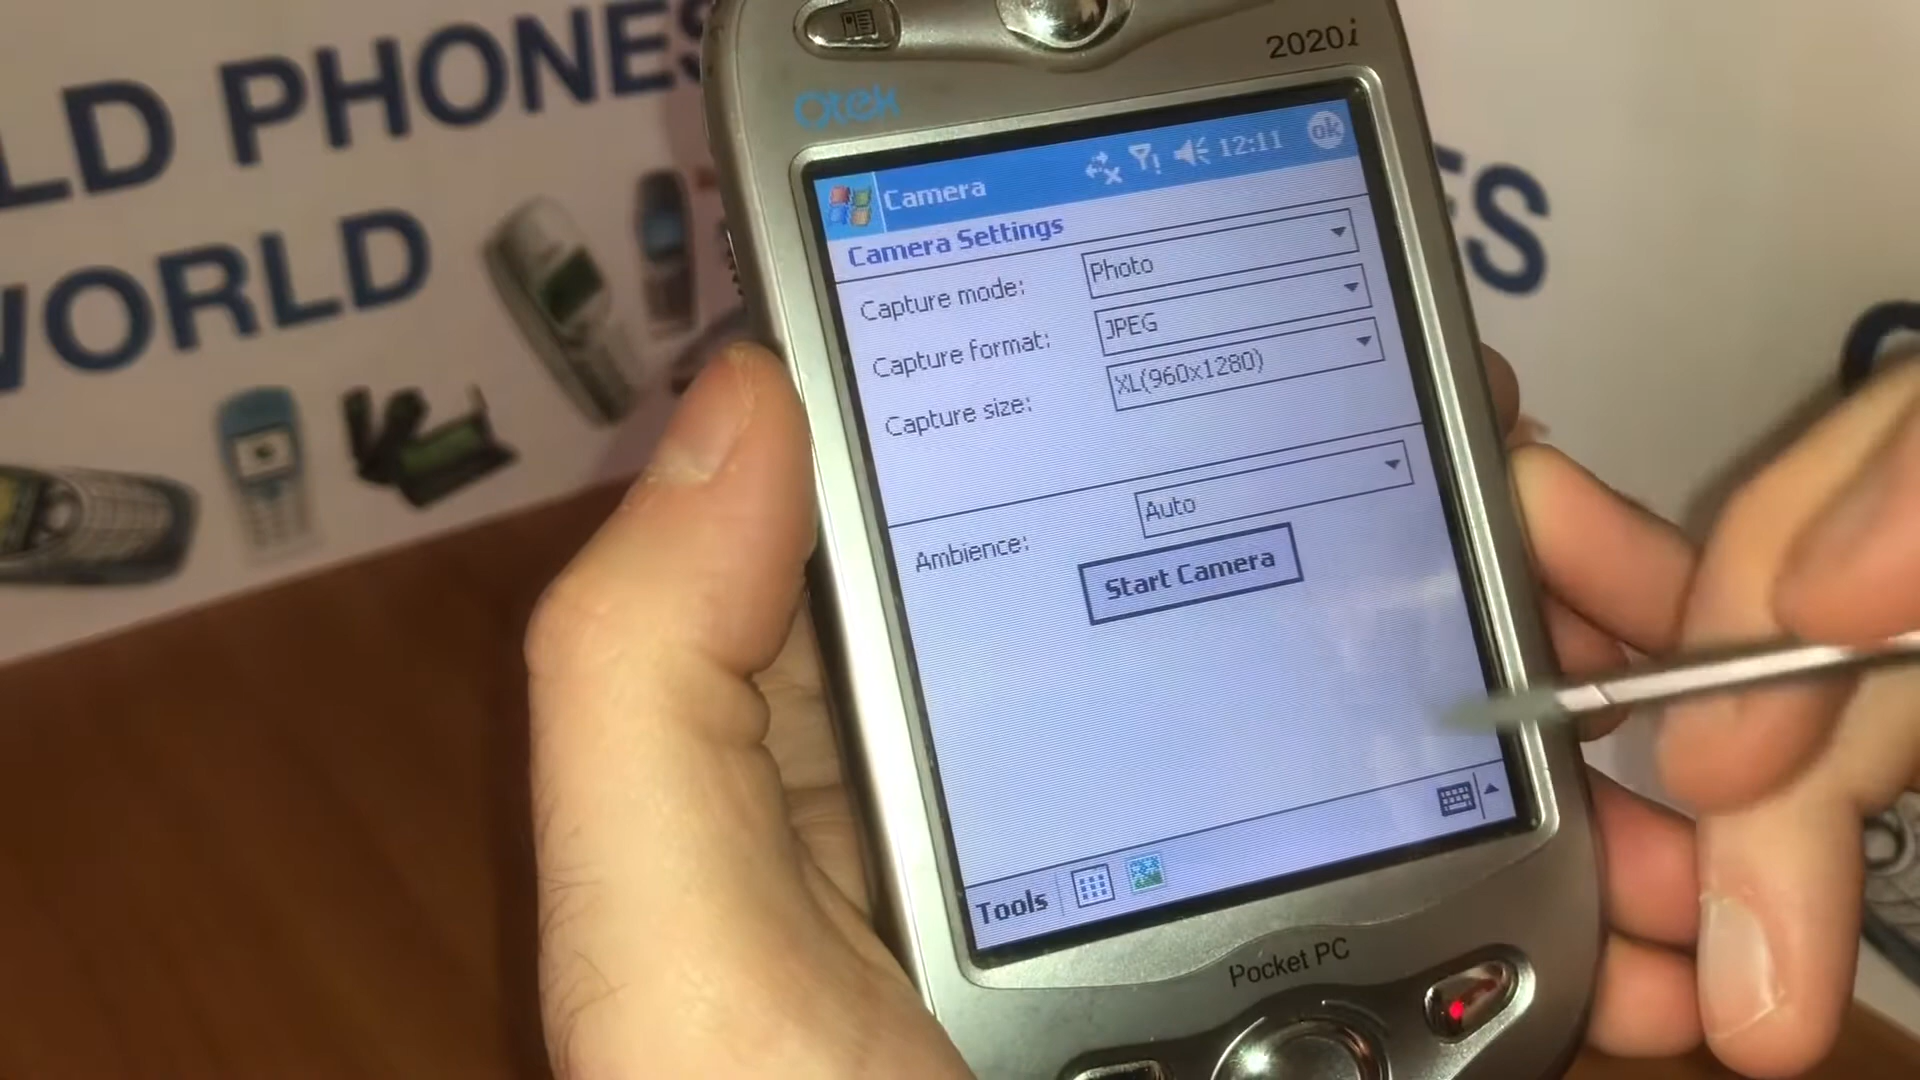 LD PHONES
WORLD
ES
2020i
Qtek
Camera
12:11
ok
Camera Settings
Capture mode:
Photo
Capture format:
JPEG
Capture size:
XL(960x1280)
Ambience:
Auto
Start Camera
Tools
Pocket PC